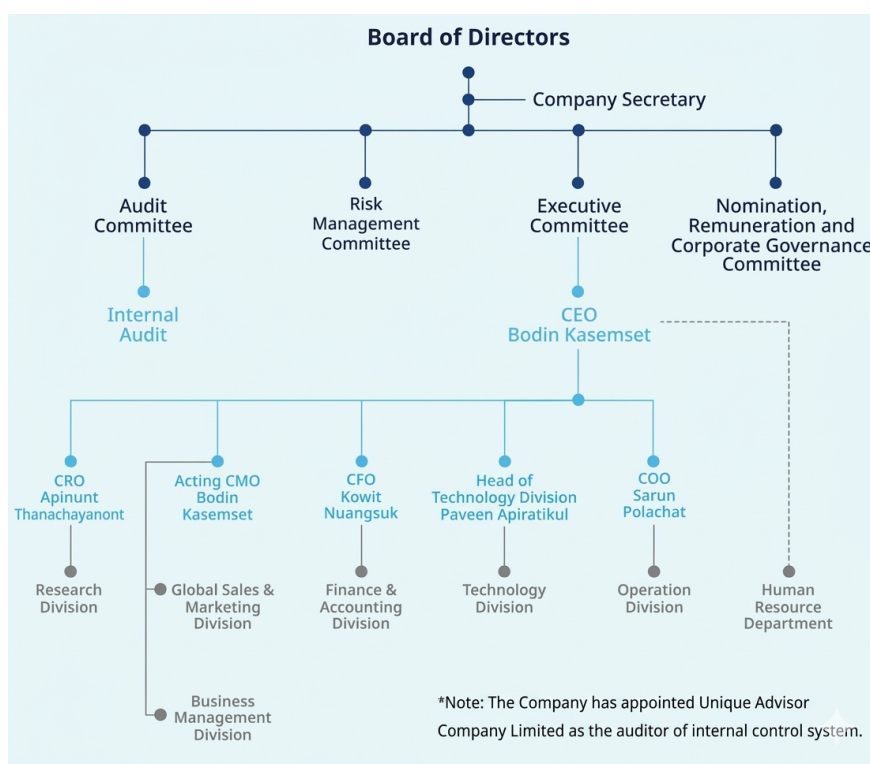 Board of Directors
Company Secretary
Audit
Committee
Risk
Management
Committee
Executive
Committee
Nomination,
Remuneration and
Corporate Governance
Committee
Internal
Audit
CEO
Bodin Kasemset
CRO
Apinunt
Thanachayanont
Acting CMO
Bodin
Kasemset
CFO
Kowit
Nuangsuk
Head of
Technology Division
Paveen Apiratikul
COO
Sarun
Polachat
Research
Division
Global Sales &
Marketing
Division
Finance &
Accounting
Division
Technology
Division
Operation
Division
Human
Resource
Department
Business
Management
Division
*Note: The Company has appointed Unique Advisor
Company Limited as the auditor of internal control system.